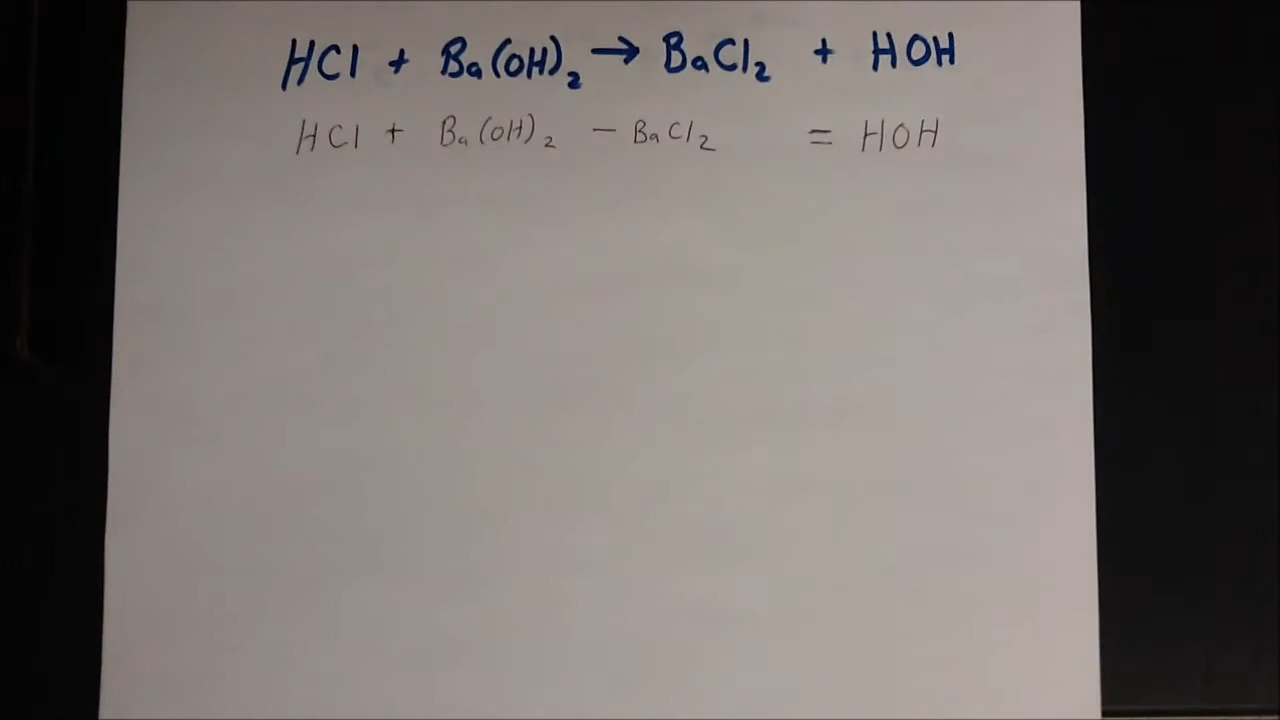 HCl + Ba(OH)₂ → BaCl₂ + HOH
HCl + Ba(OH)₂ – BaCl₂ = HOH